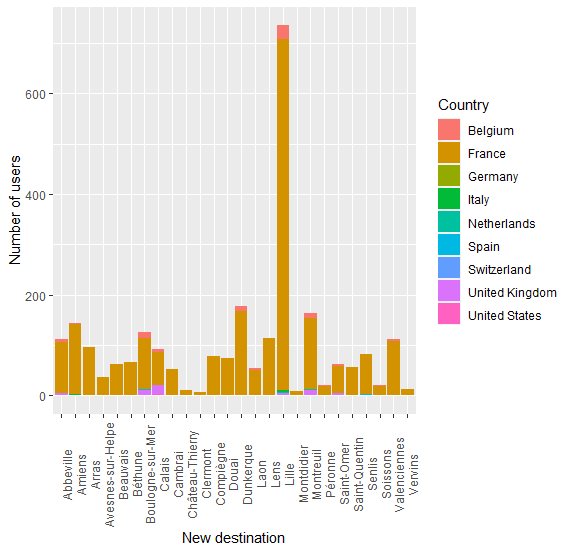 Number of users
600
400
200
0
Abbeville
Amiens
Arras
Avesnes-sur-Helpe
Beauvais
Béthune
Boulogne-sur-Mer
Calais
Cambrai
Château-Thierry
Clermont
Compiègne
Douai
Dunkerque
Laon
Lens
Lille
Montdidier
Montreuil
Péronne
Saint-Omer
Saint-Quentin
Senlis
Soissons
Valenciennes
Vervins
New destination
Country
Belgium
France
Germany
Italy
Netherlands
Spain
Switzerland
United Kingdom
United States